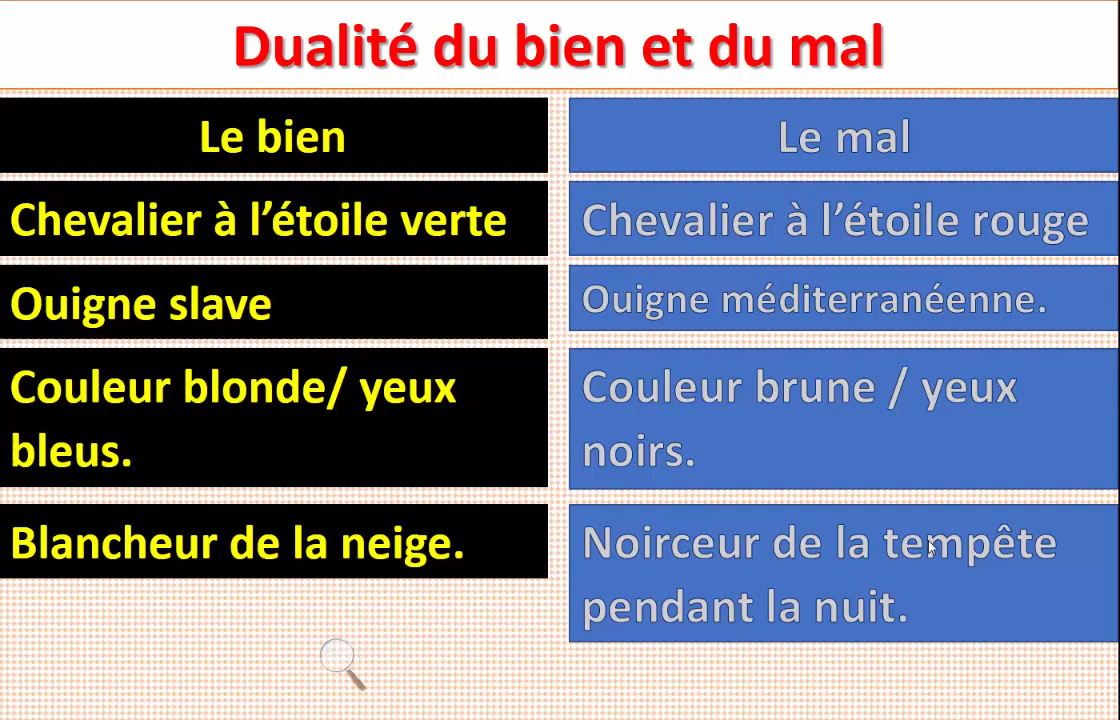 Dualité du bien et du mal
Le bien
Le mal
Chevalier à l’étoile verte
Chevalier à l’étoile rouge
Ouigne slave
Ouigne méditerranéenne.
Couleur blonde/ yeux
bleus.
Couleur brune / yeux
noirs.
Blancheur de la neige.
Noirceur de la tempête
pendant la nuit.